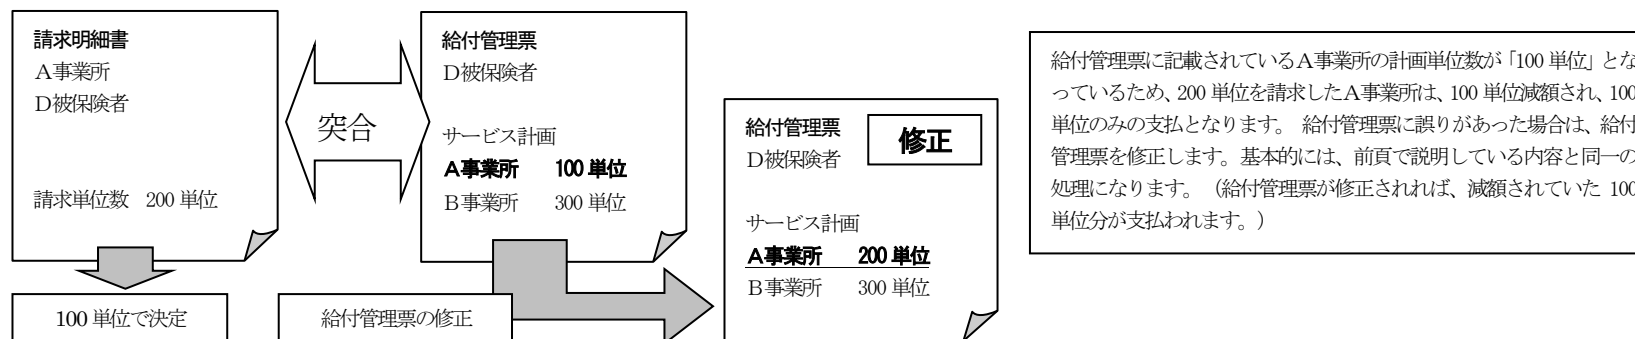 請求明細書
A事業所
D被保険者
請求単位数 200 単位
突合
給付管理票
D被保険者
サービス計画
A事業所 100 単位
B事業所 300 単位
100 単位で決定
給付管理票の修正
給付管理票
修正
D被保険者
サービス計画
A事業所 200 単位
B事業所 300 単位
給付管理票に記載されているA事業所の計画単位数が「100 単位」とな
っているため、200 単位を請求したA事業所は、100 単位減額され、100
単位のみの支払となります。 給付管理票に誤りがあった場合は、給付
管理票を修正します。基本的には、前頁で説明している内容と同一の
処理になります。 （給付管理票が修正されれば、減額されていた 100
単位分が支払われます。）